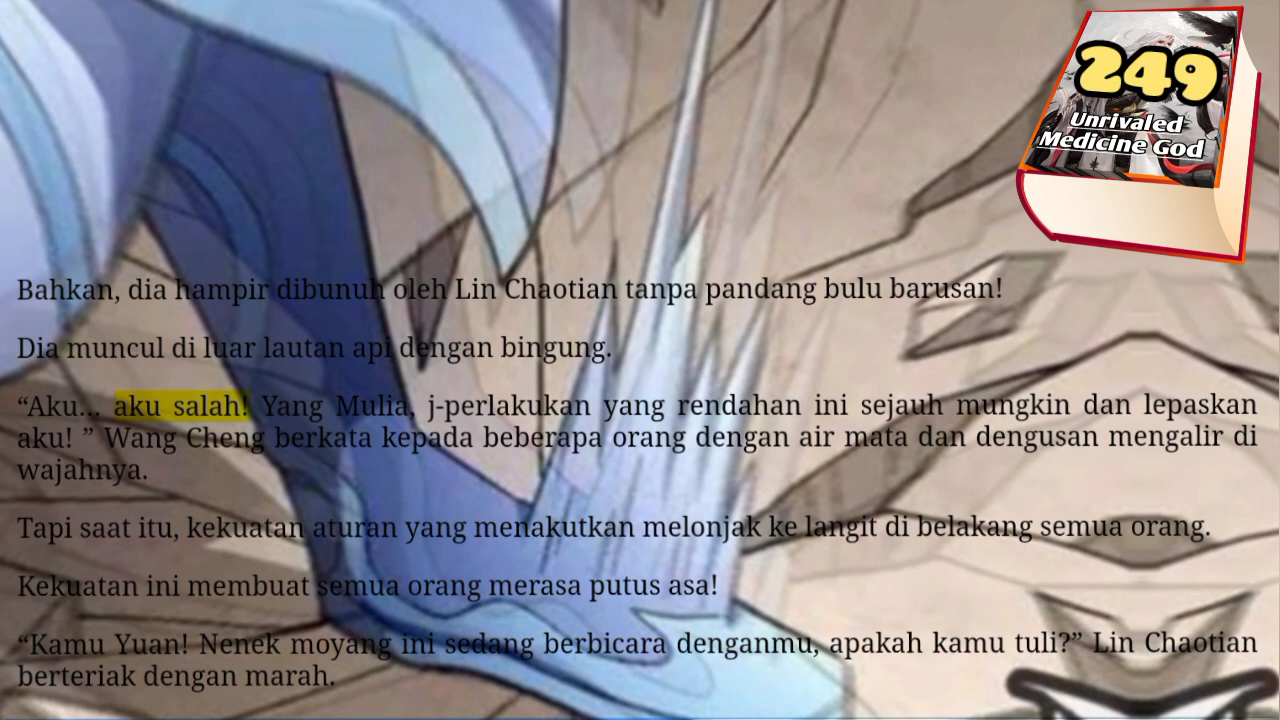 249
Unrivaled
Medicine God
Bahkan, dia hampir dibunuh oleh Lin Chaotian tanpa pandang bulu barusan!
Dia muncul di luar lautan api dengan bingung.
“Aku... aku salah! Yang Mulia, j-perlakukan yang rendahan ini sejauh mungkin dan lepaskan
aku! ” Wang Cheng berkata kepada beberapa orang dengan air mata dan dengusan mengalir di
wajahnya.
Tapi saat itu, kekuatan aturan yang menakutkan melonjak ke langit di belakang semua orang.
Kekuatan ini membuat semua orang merasa putus asa!
“Kamu Yuan! Nenek moyang ini sedang berbicara denganmu, apakah kamu tuli?” Lin Chaotian
berteriak dengan marah.